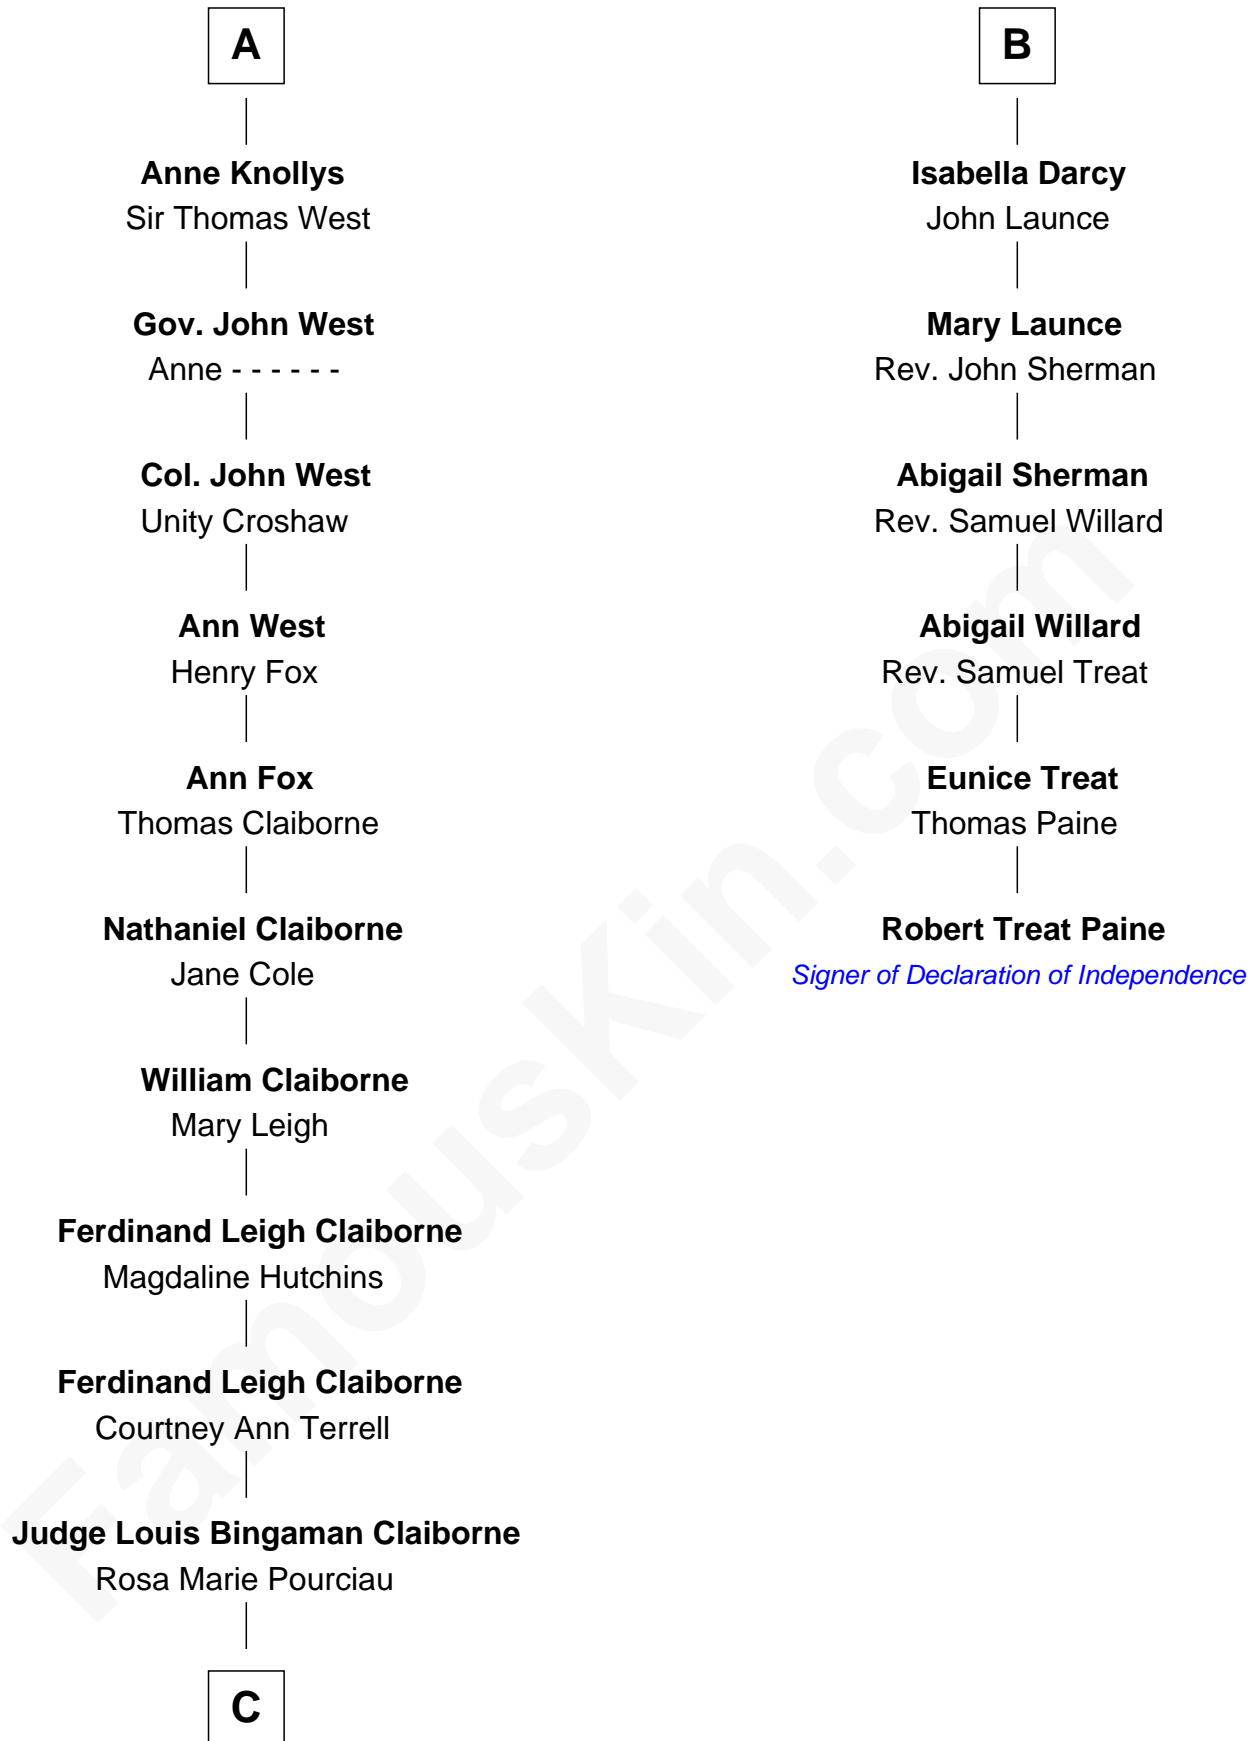 A
Anne Knollys
Sir Thomas West
Gov. John West
Anne - - - - - -
Col. John West
Unity Croshaw
Ann West
Henry Fox
Ann Fox
Thomas Claiborne
Nathaniel Claiborne
Jane Cole
William Claiborne
Mary Leigh
Ferdinand Leigh Claiborne
Magdaline Hutchins
Ferdinand Leigh Claiborne
Courtney Ann Terrell
Judge Louis Bingaman Claiborne
Rosa Marie Pourciau
C
B
Isabella Darcy
John Launce
Mary Launce
Rev. John Sherman
Abigail Sherman
Rev. Samuel Willard
Abigail Willard
Rev. Samuel Treat
Eunice Treat
Thomas Paine
Robert Treat Paine
Signer of Declaration of Independence
FamousKin.com